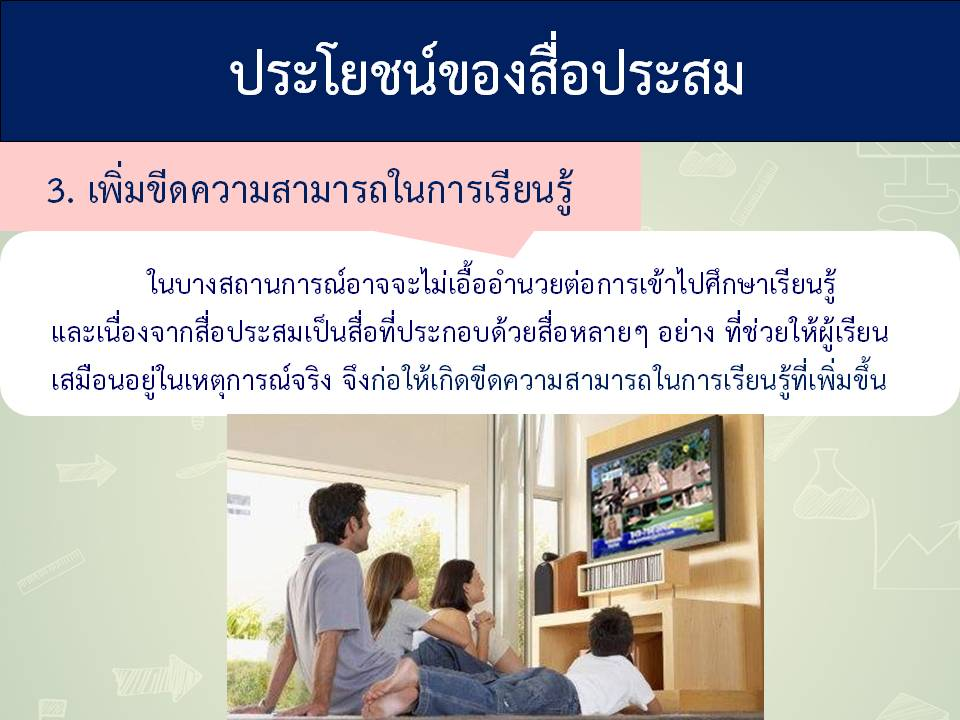 ประโยชน์ของสื่อประสม
3. เพิ่มขีดความสามารถในการเรียนรู้
ในบางสถานการณ์อาจจะไม่เอื้ออำนวยต่อการเข้าไปศึกษาเรียนรู้
และเนื่องจากสื่อประสมเป็นสื่อที่ประกอบด้วยสื่อหลายๆ อย่าง ที่ช่วยให้ผู้เรียน
เสมือนอยู่ในเหตุการณ์จริง จึงก่อให้เกิดขีดความสามารถในการเรียนรู้ที่เพิ่มขึ้น